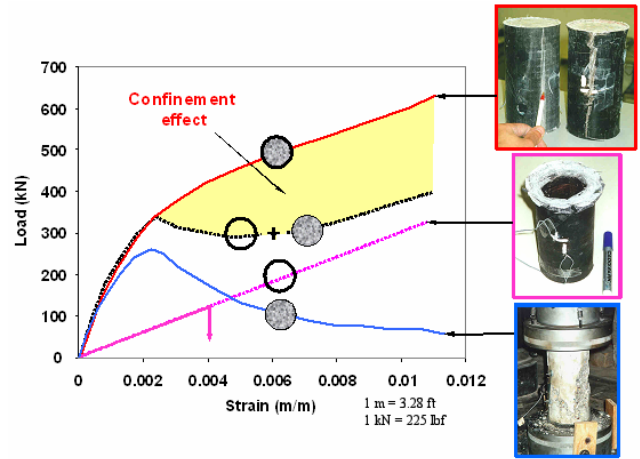 700
600
500
400
300
200
100
0
Load (kN)
Confinement
effect
+
0
0.002
0.004
0.006
0.008
0.01
0.012
Strain (m/m)
1 m = 3.28 ft
1 kN = 225 lbf